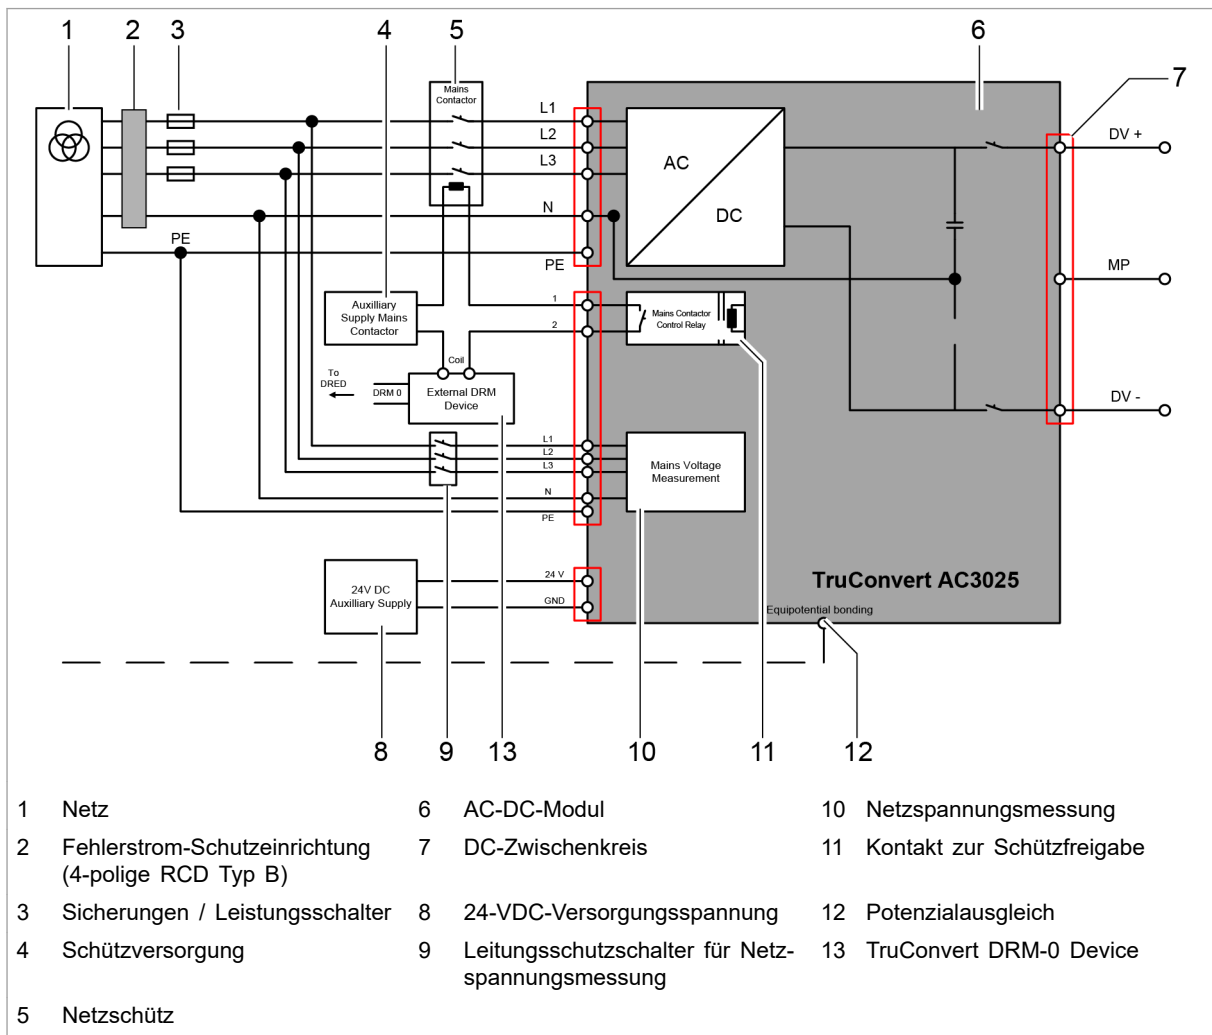 1 2 3 4 5 6
7
Mains
Contactor
L1
L2
L3
N
PE
PE
AC
DC
DV +
MP
DV -
Auxilliary
Supply Mains
Contactor
1
2
Mains Contactor
Control Relay
Coil
To
DRED
DRM 0
External DRM
Device
L1
L2
L3
N
PE
Mains Voltage
Measurement
24V DC
Auxilliary Supply
24 V
GND
TruConvert AC3025
Equipotential bonding
8 9 13 10 11 12
1 Netz
2 Fehlerstrom-Schutzeinrichtung
(4-polige RCD Typ B)
3 Sicherungen / Leistungsschalter
4 Schützversorgung
5 Netzschütz
6 AC-DC-Modul
7 DC-Zwischenkreis
8 24-VDC-Versorgungsspannung
9 Leitungsschutzschalter für Netz-
spannungsmessung
10 Netzspannungsmessung
11 Kontakt zur Schützfreigabe
12 Potenzialausgleich
13 TruConvert DRM-0 Device